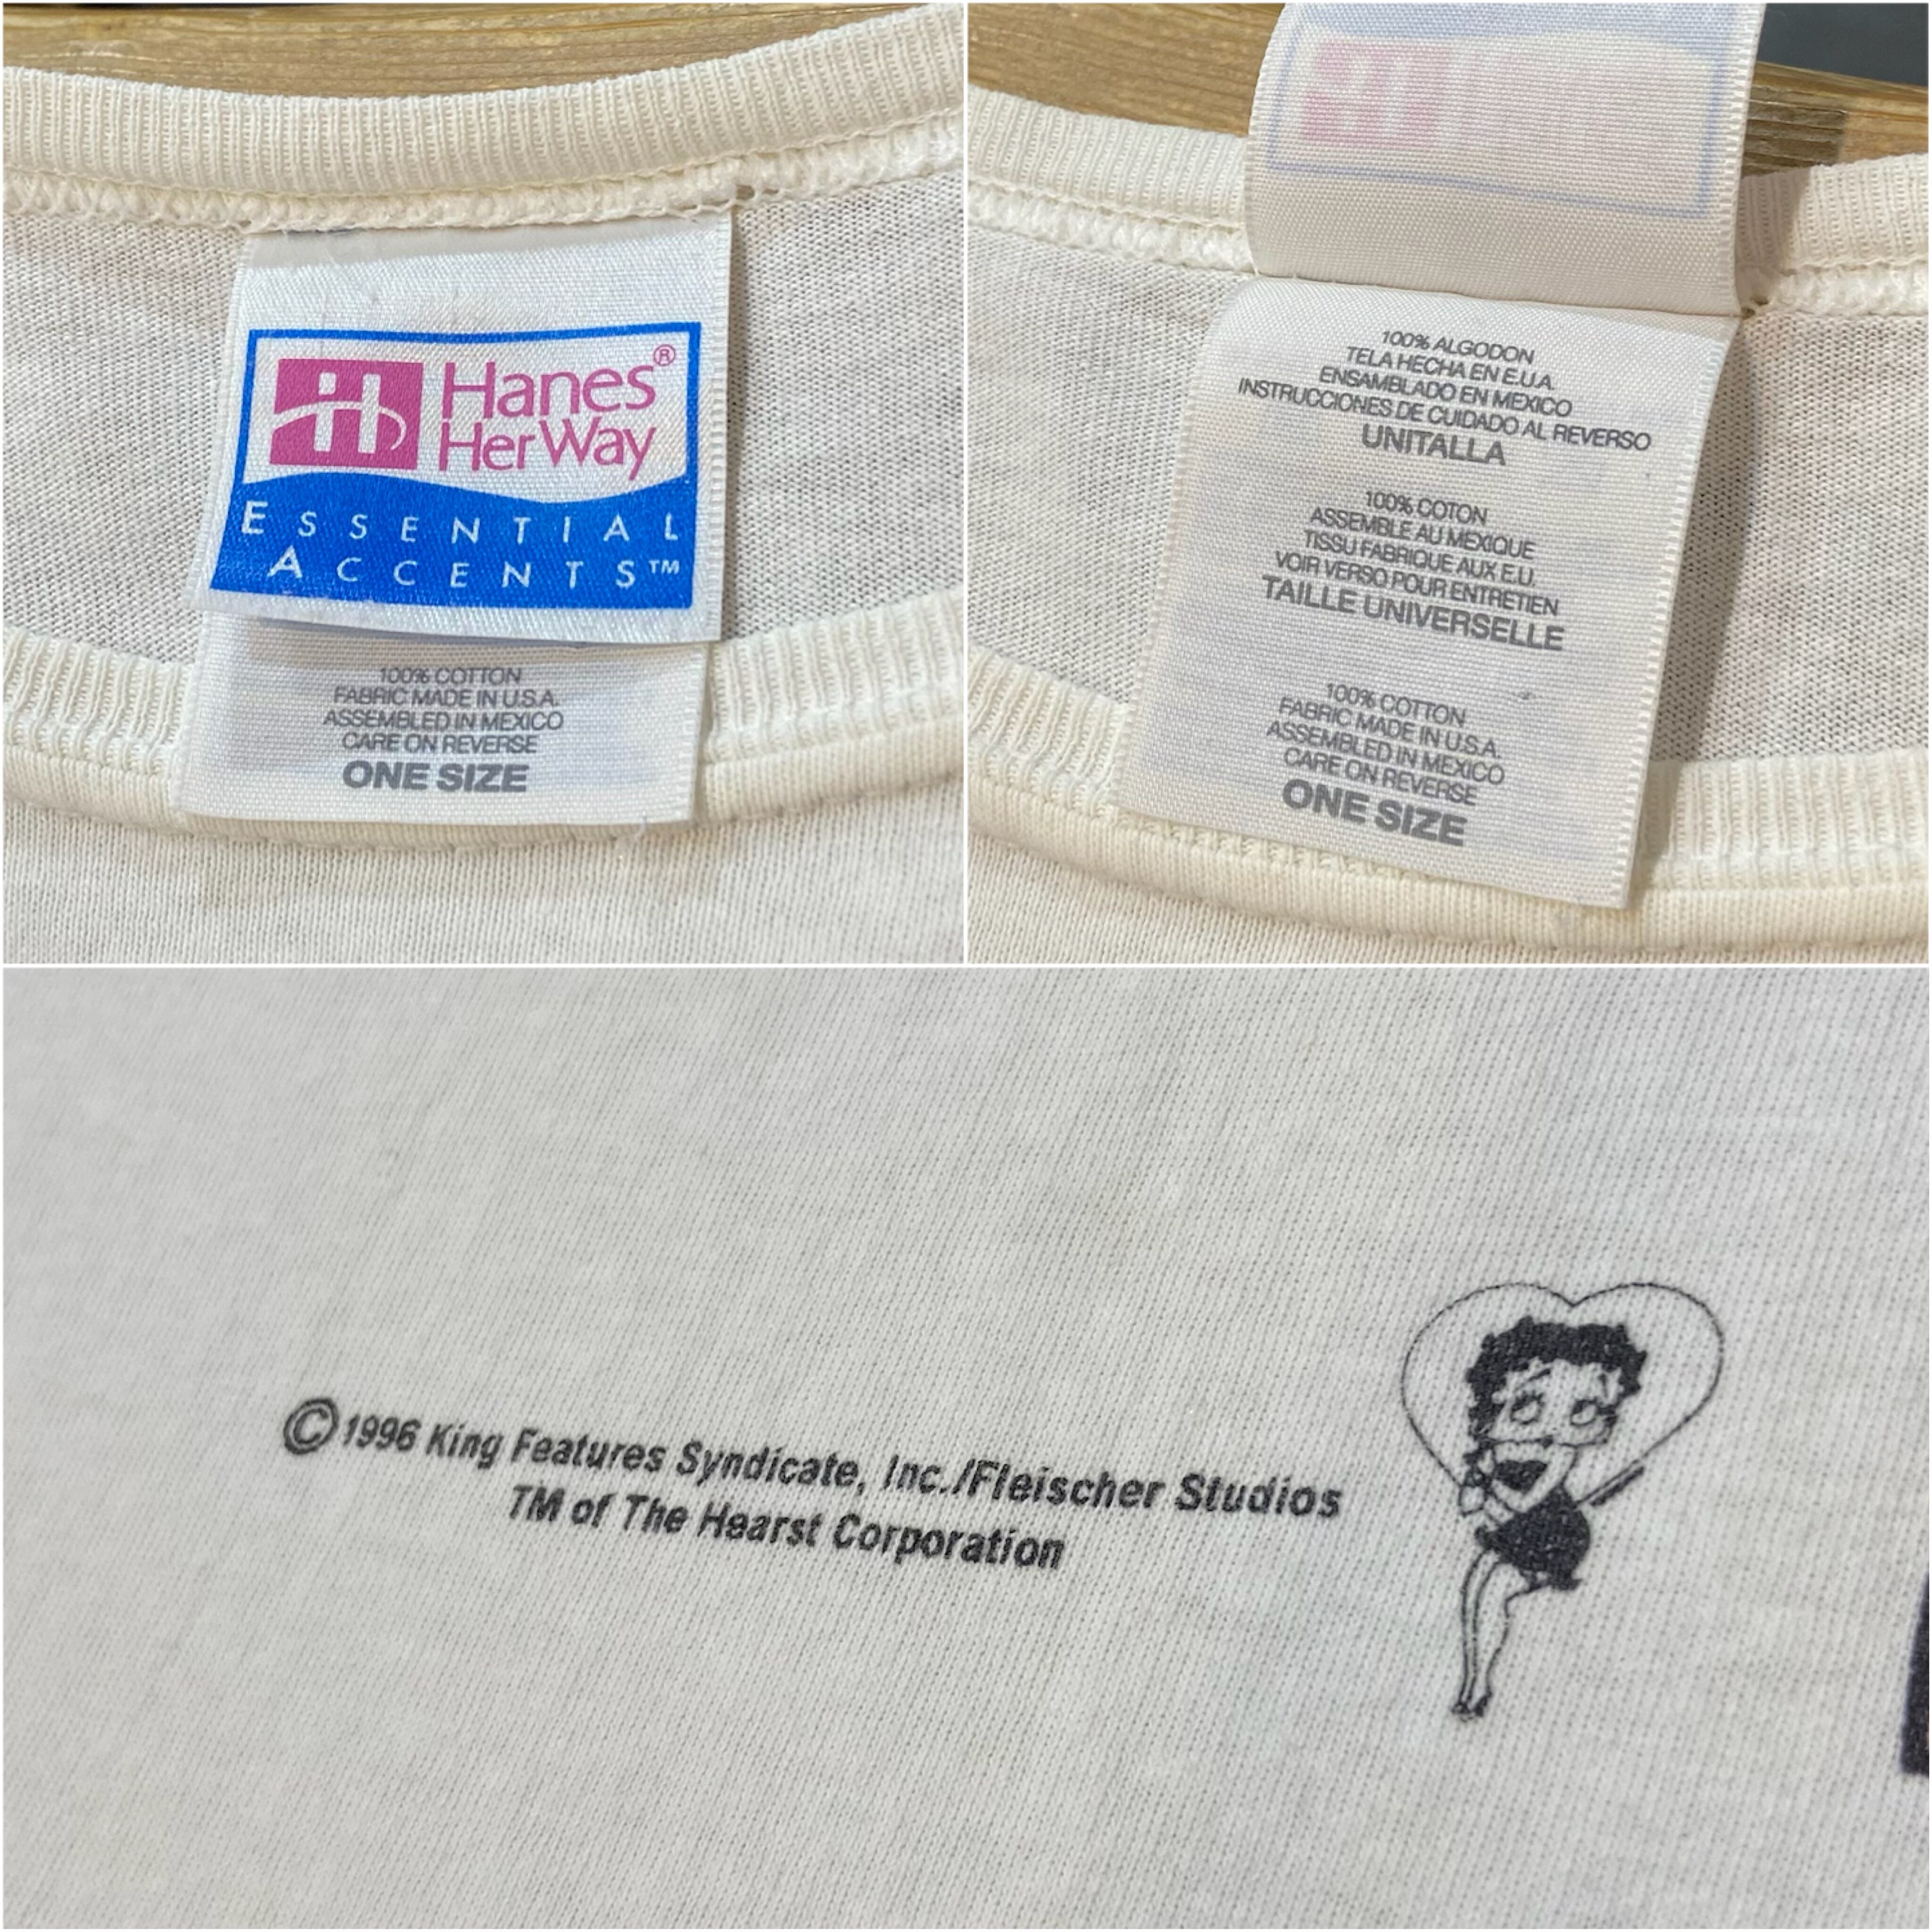 Hanes®
HerWay
ESSENTIAL
ACCENTS™
100% COTTON
FABRIC MADE IN U.S.A.
ASSEMBLED IN MEXICO
CARE ON REVERSE
ONE SIZE
100% ALGODON
TELA HECHA EN E.U.A.
ENSAMBLADO EN MEXICO
INSTRUCCIONES DE CUIDADO AL REVERSO
UNITALLA
100% COTON
ASSEMBLE AU MEXIQUE
TISSU FABRIQUE AUX E.U.
VOIR VERSO POUR ENTRETIEN
TAILLE UNIVERSELLE
100% COTTON
FABRIC MADE IN U.S.A.
ASSEMBLED IN MEXICO
CARE ON REVERSE
ONE SIZE
©1996 King Features Syndicate, Inc./Fleischer Studios
TM of The Hearst Corporation